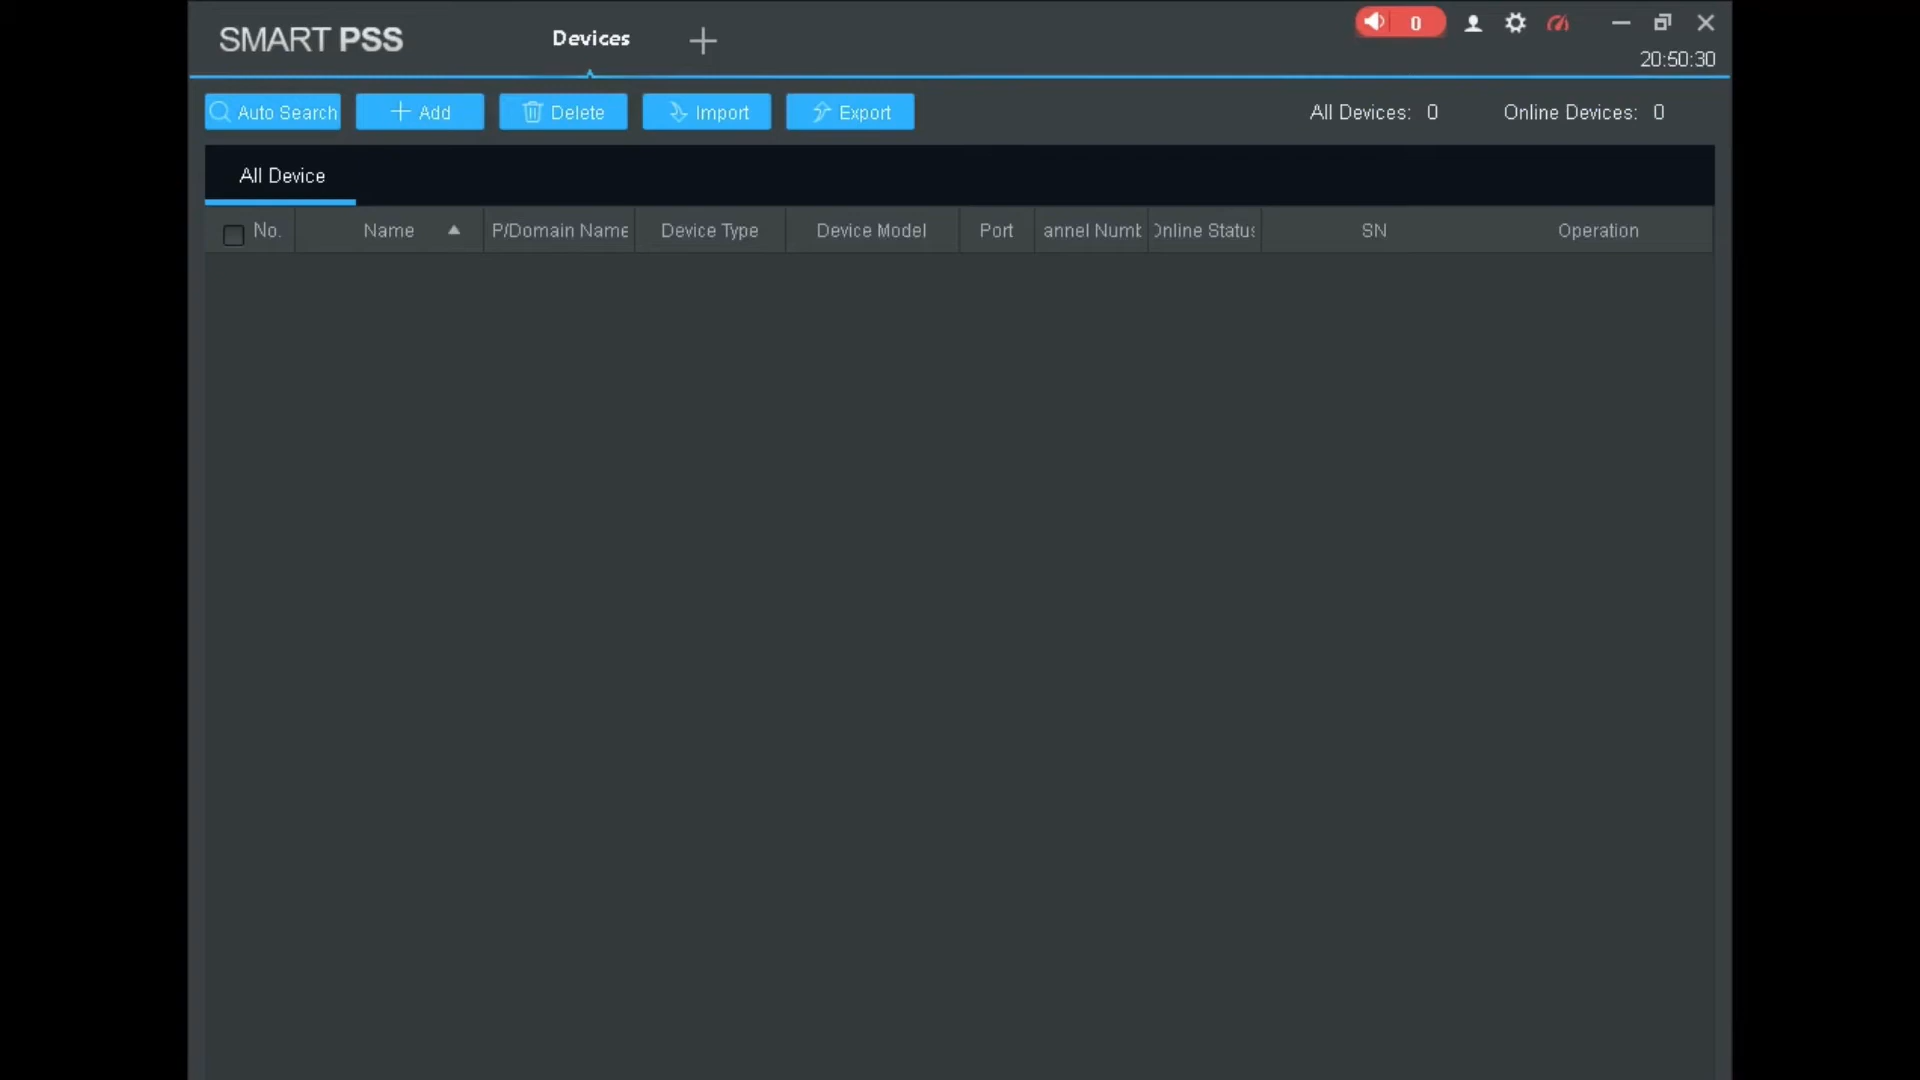 SMART PSS
Devices
0
20:50:30
Auto Search
Add
Delete
Import
Export
All Devices: 0
Online Devices: 0
All Device
No.
Name
P/Domain Name
Device Type
Device Model
Port
annel Numb
Online Status
SN
Operation